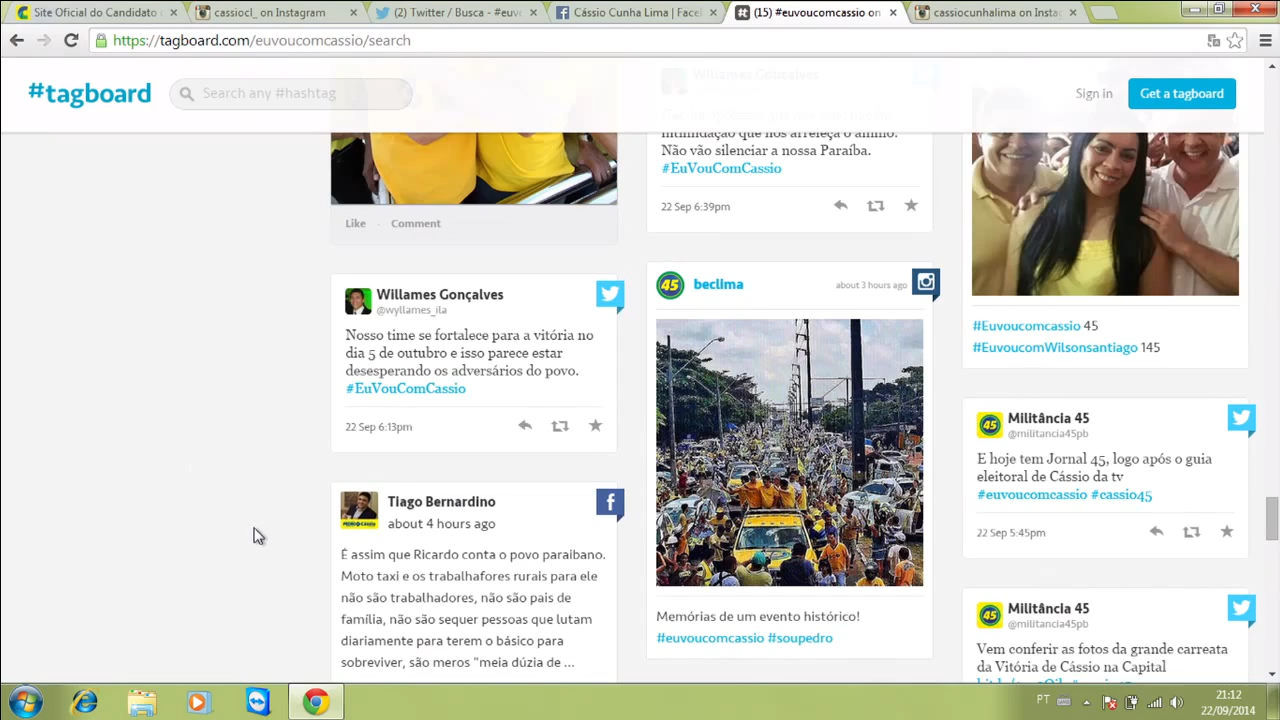 Site Oficial do Candidato
cassiocl_ on Instagram
(2) Twitter / Busca - #euv
Cássio Cunha Lima | Facel
(15) #euvoucomcassio on
cassiocunhalima on Insta
https://tagboard.com/euvoucomcassio/search
#tagboard
Search any #hashtag
Sign in
Get a tagboard
Like · Comment
Willames Gonçalves
@wyllames_ila
Nosso time se fortalece para a vitória no
dia 5 de outubro e isso parece estar
desesperando os adversários do povo.
#EuVouComCassio
22 Sep 6:13pm
Tiago Bernardino
about 4 hours ago
É assim que Ricardo conta o povo paraibano.
Moto taxi e os trabalhafores rurais para ele
não são trabalhadores, não são pais de
família, não são sequer pessoas que lutam
diariamente para terem o básico para
sobreviver, são meros "meia dúzia de ...
Willames Gonçalves
intimidação que nos arrefeça o ânimo.
Não vão silenciar a nossa Paraíba.
#EuVouComCassio
22 Sep 6:39pm
45
beclima
about 3 hours ago
Memórias de um evento histórico!
#euvoucomcassio #soupedro
#Euvoucomcassio 45
#EuvoucomWilsonsantiago 145
45
Militância 45
@militancia45pb
E hoje tem Jornal 45, logo após o guia
eleitoral de Cássio da tv
#euvoucomcassio #cassio45
22 Sep 5:45pm
45
Militância 45
@militancia45pb
Vem conferir as fotos da grande carreata
da Vitória de Cássio na Capital
PT
21:12
22/09/2014